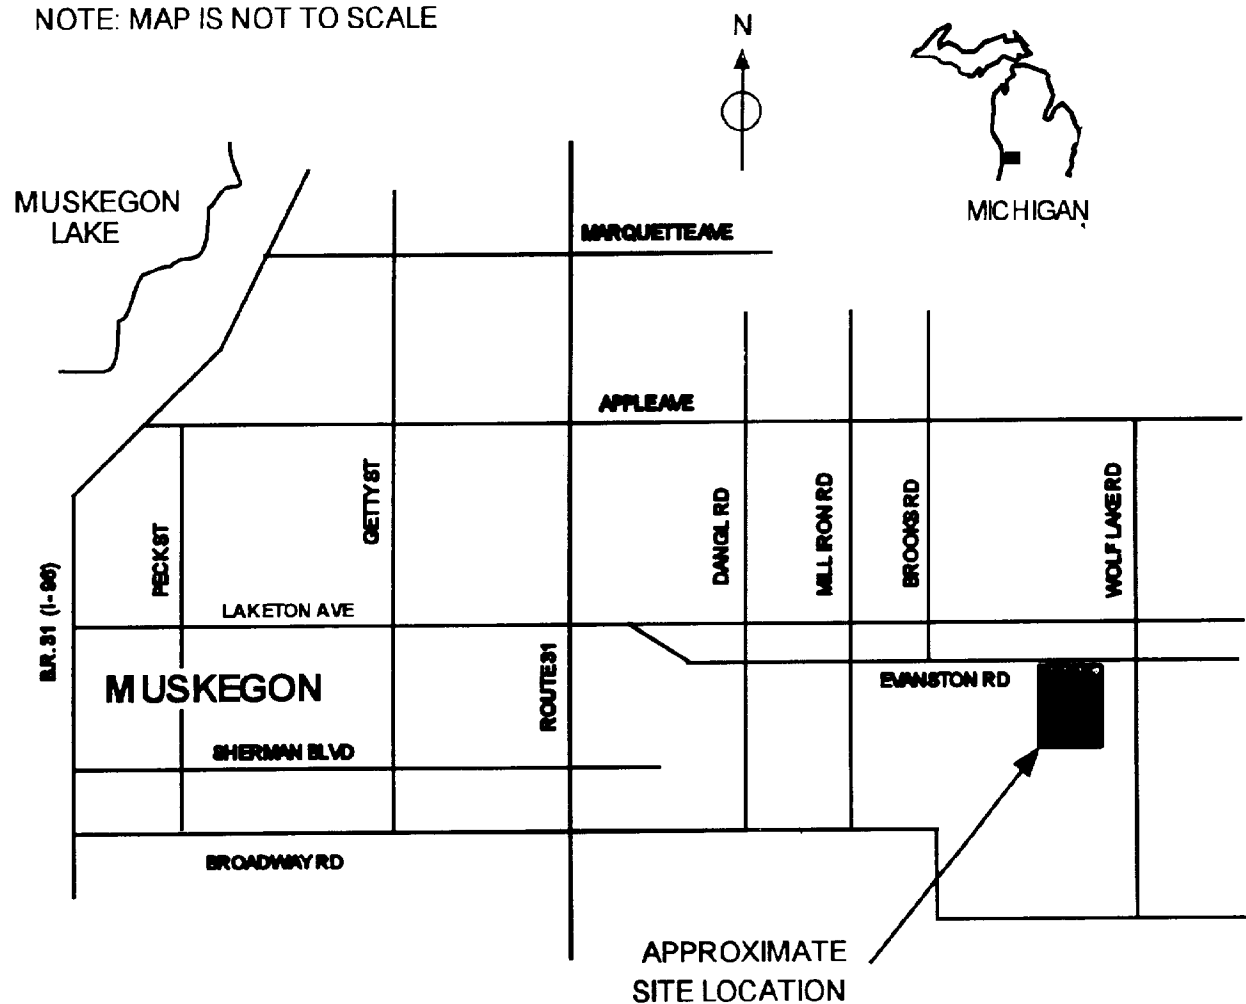 NOTE: MAP IS NOT TO SCALE
N
MUSKEGON
LAKE
MICHIGAN
MARQUETTE AVE
APPLE AVE
GETTY ST
PECK ST
DANGL RD
MILL IRON RD
BROOKS RD
WOLF LAKE RD
B.R. 31 (I-96)
LAKETON AVE
MUSKEGON
ROUTE 31
EVANSTON RD
SHERMAN BLVD
BROADWAY RD
APPROXIMATE
SITE LOCATION